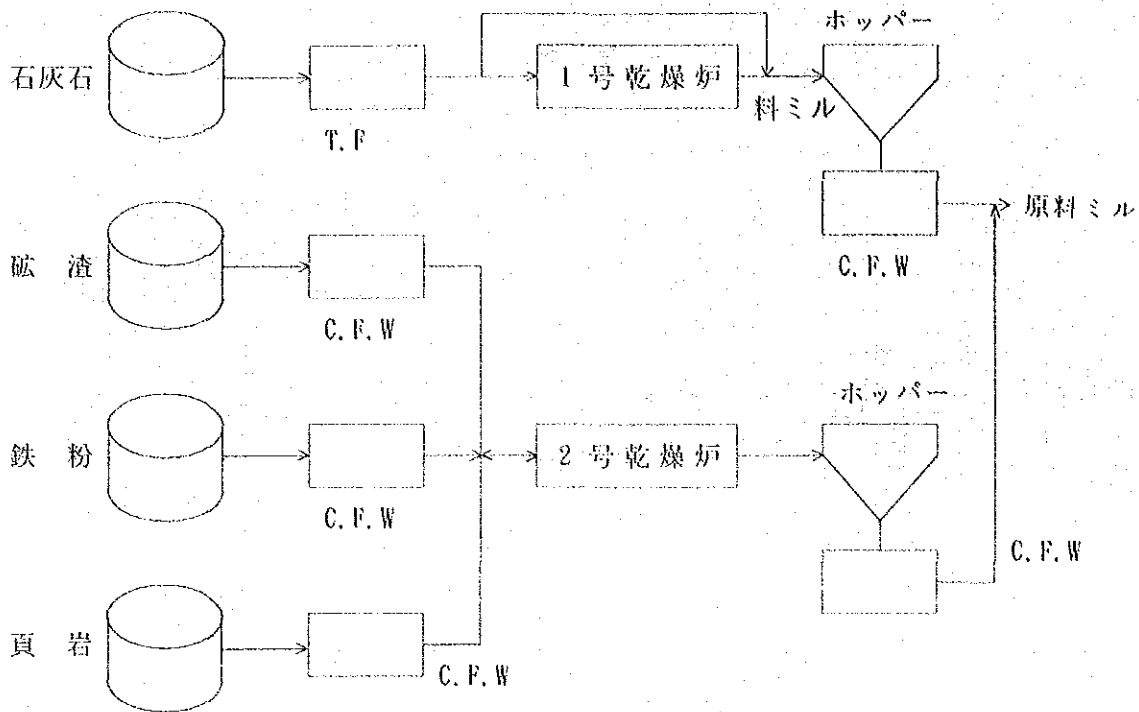 ホッパー
石灰石
1号乾燥炉
料ミル
T.F
原料ミル
C.F.W
砿 渣
C.F.W
ホッパー
鉄 粉
2号乾燥炉
C.F.W
C.F.W
頁 岩
C.F.W